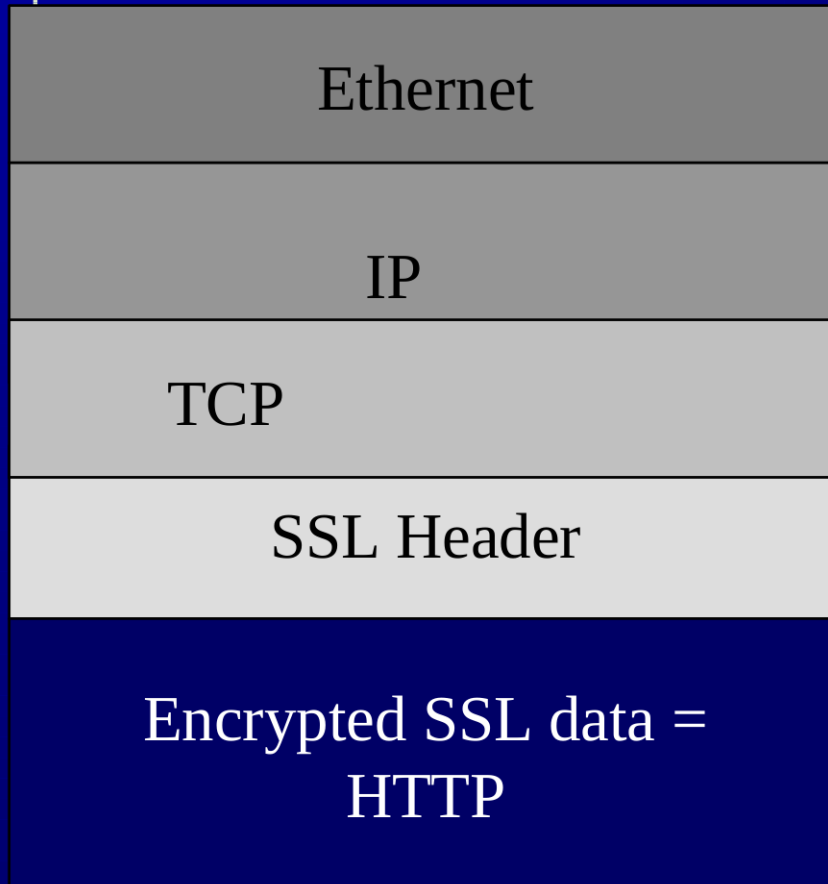 Ethernet
IP
TCP
SSL Header
Encrypted SSL data =
HTTP